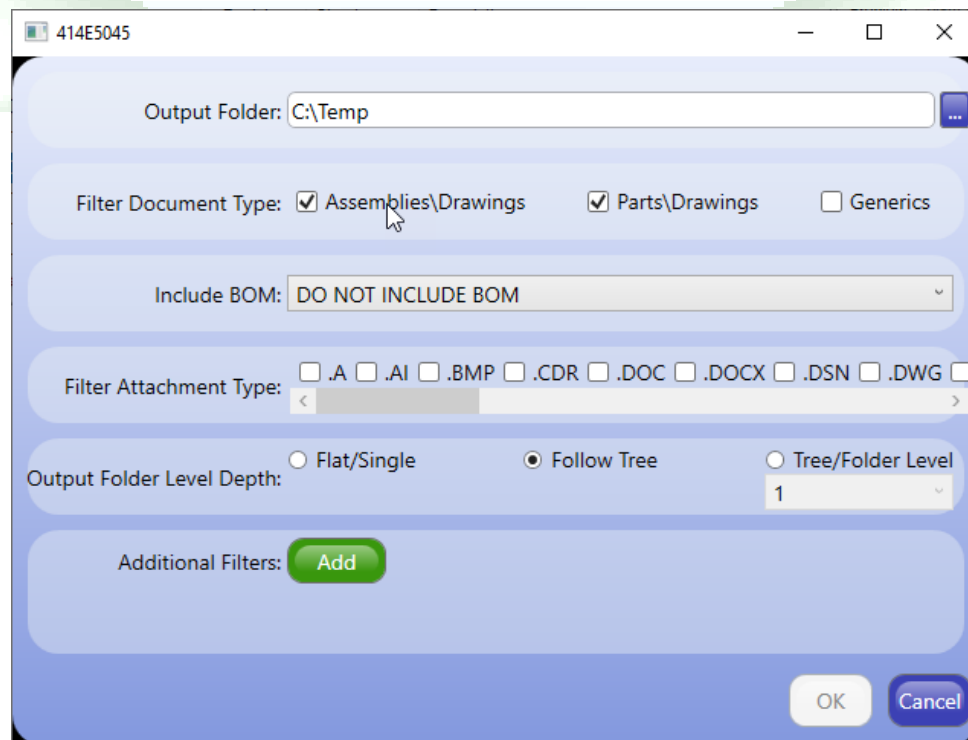 414E5045
Output Folder: C:\Temp ...
Filter Document Type: Assemblies\Drawings Parts\Drawings Generics
Include BOM: DO NOT INCLUDE BOM
Filter Attachment Type: .A .AI .BMP .CDR .DOC .DOCX .DSN .DWG
Output Folder Level Depth: Flat/Single Follow Tree Tree/Folder Level
1
Additional Filters: Add
OK Cancel